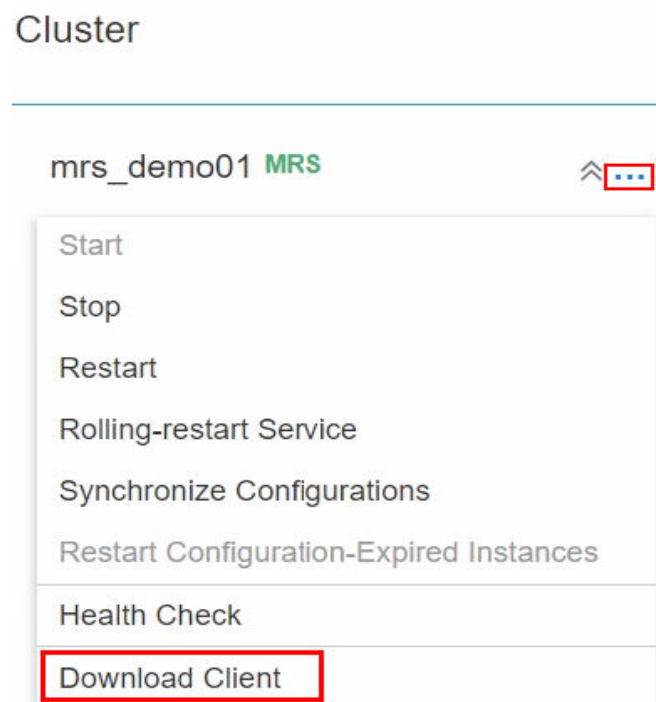 Cluster
mrs_demo01 MRS
Start
Stop
Restart
Rolling-restart Service
Synchronize Configurations
Restart Configuration-Expired Instances
Health Check
Download Client